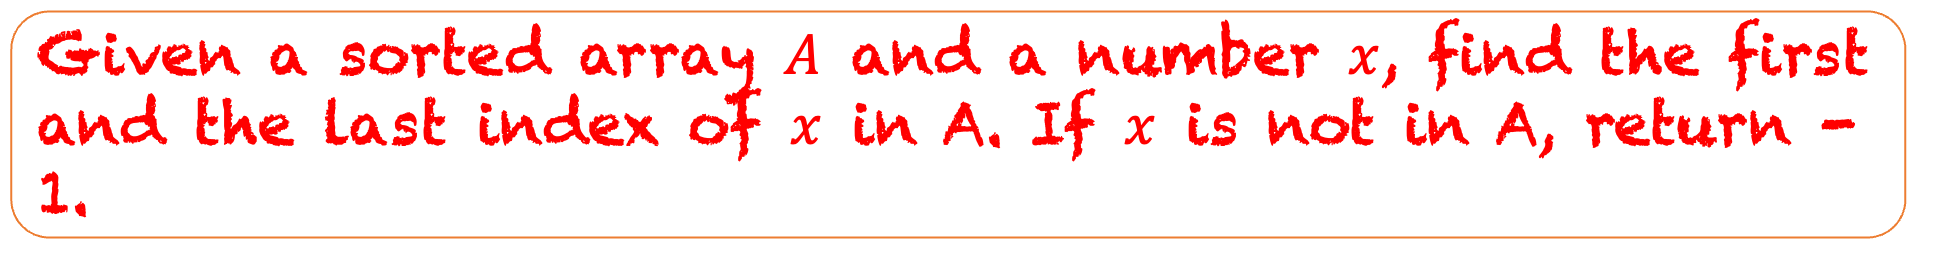 Given a sorted array A and a number x, find the first
and the last index of x in A. If x is not in A, return -
1.